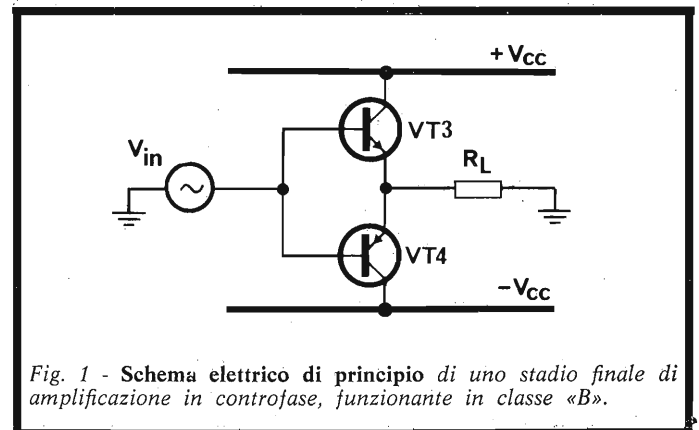 + Vcc
VT3
Vin
RL
VT4
-Vcc
Fig. 1 - Schema elettrico di principio di uno stadio finale di
amplificazione in controfase, funzionante in classe «B».